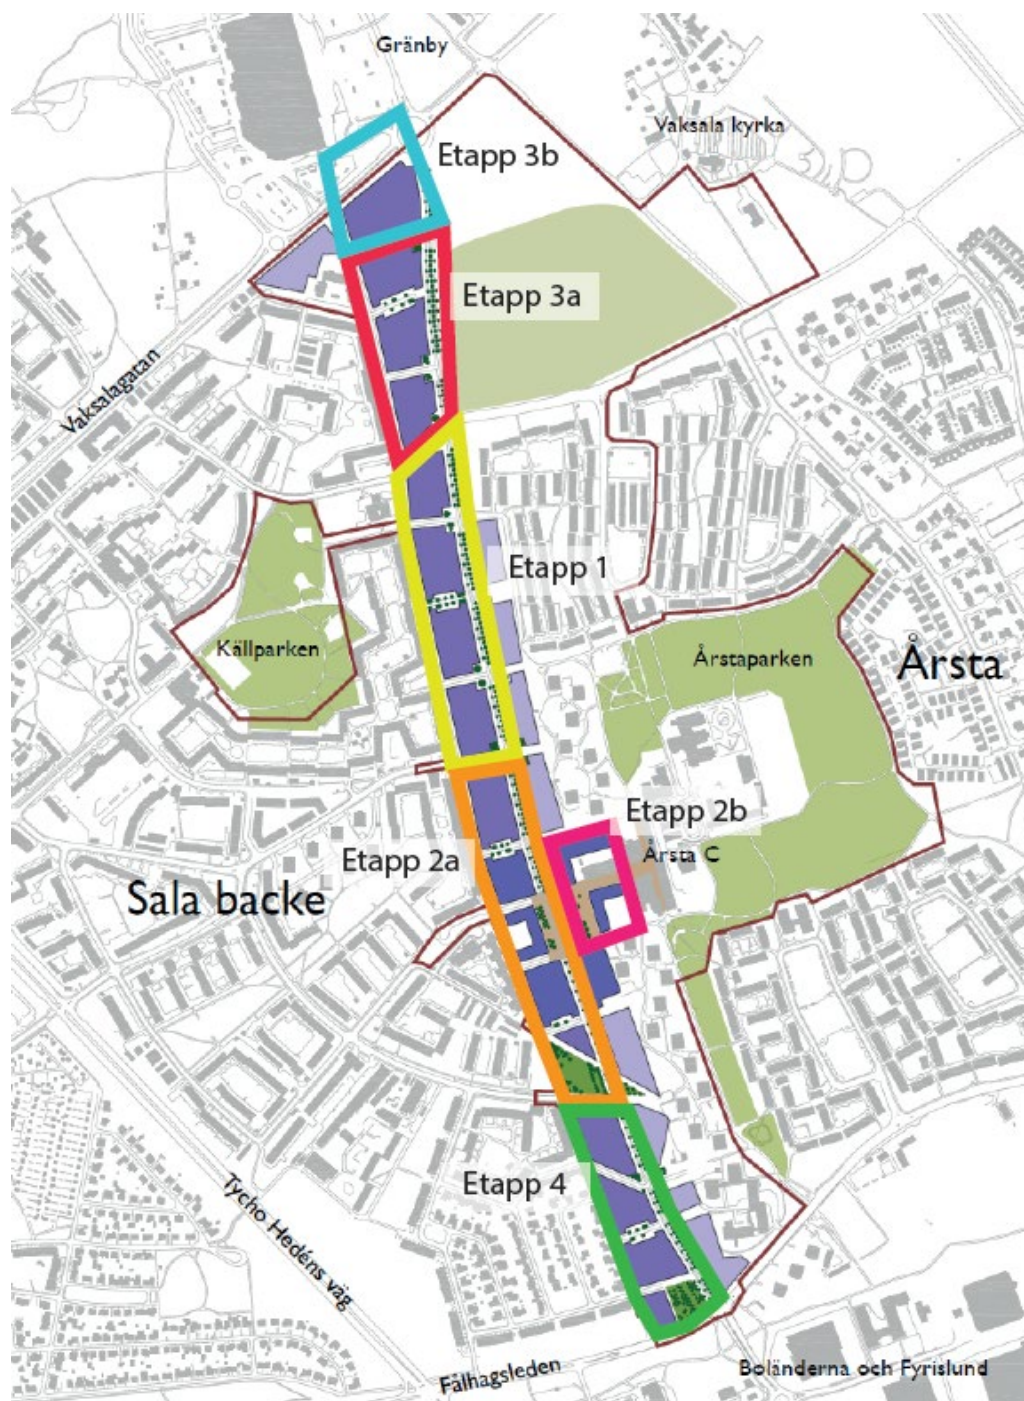 Gränby
Vaksala kyrka
Etapp 3b
Etapp 3a
Vaksalagatan
Etapp 1
Källparken
Årstaparken
Årsta
Etapp 2b
Årsta C
Etapp 2a
Sala backe
Etapp 4
Tycho Hedéns väg
Fålhagsleden
Boländerna och Fyrislund